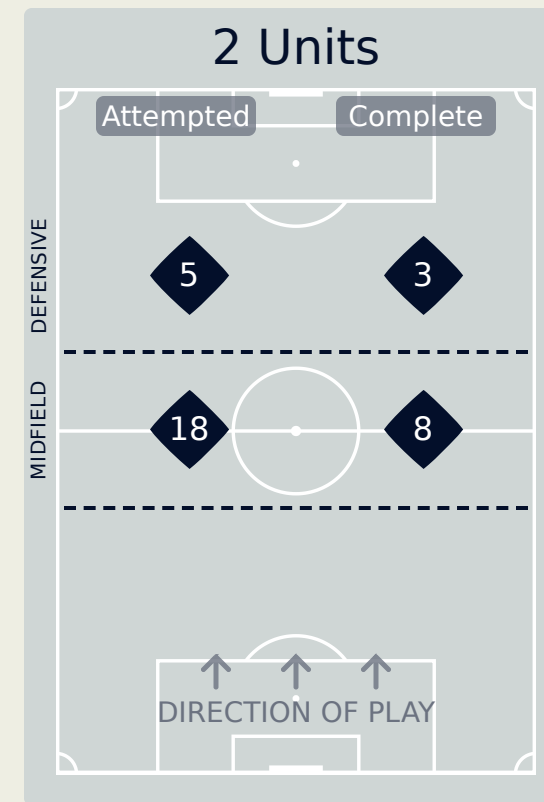 2 Units
Attempted
Complete
DEFENSIVE
5
3
MIDFIELD
18
8
DIRECTION OF PLAY